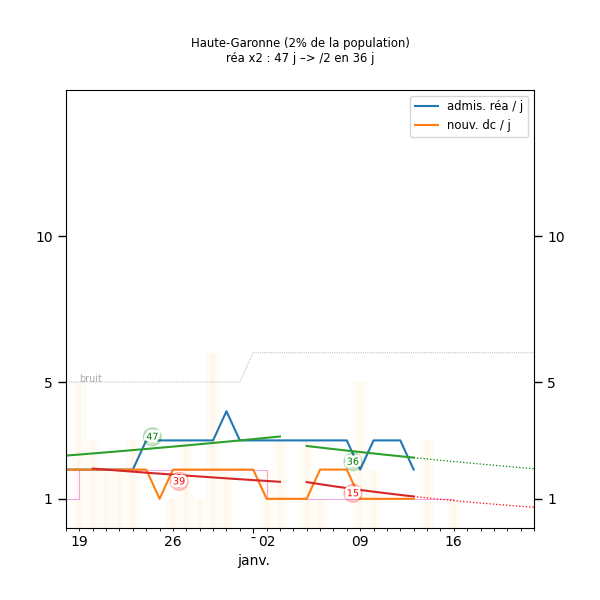 Haute-Garonne (2% de la population)
réa x2 : 47 j –> /2 en 36 j
admis. réa / j
nouv. dc / j
10
10
bruit
5
5
47
36
39
15
1
1
19
26
-
02
09
16
janv.